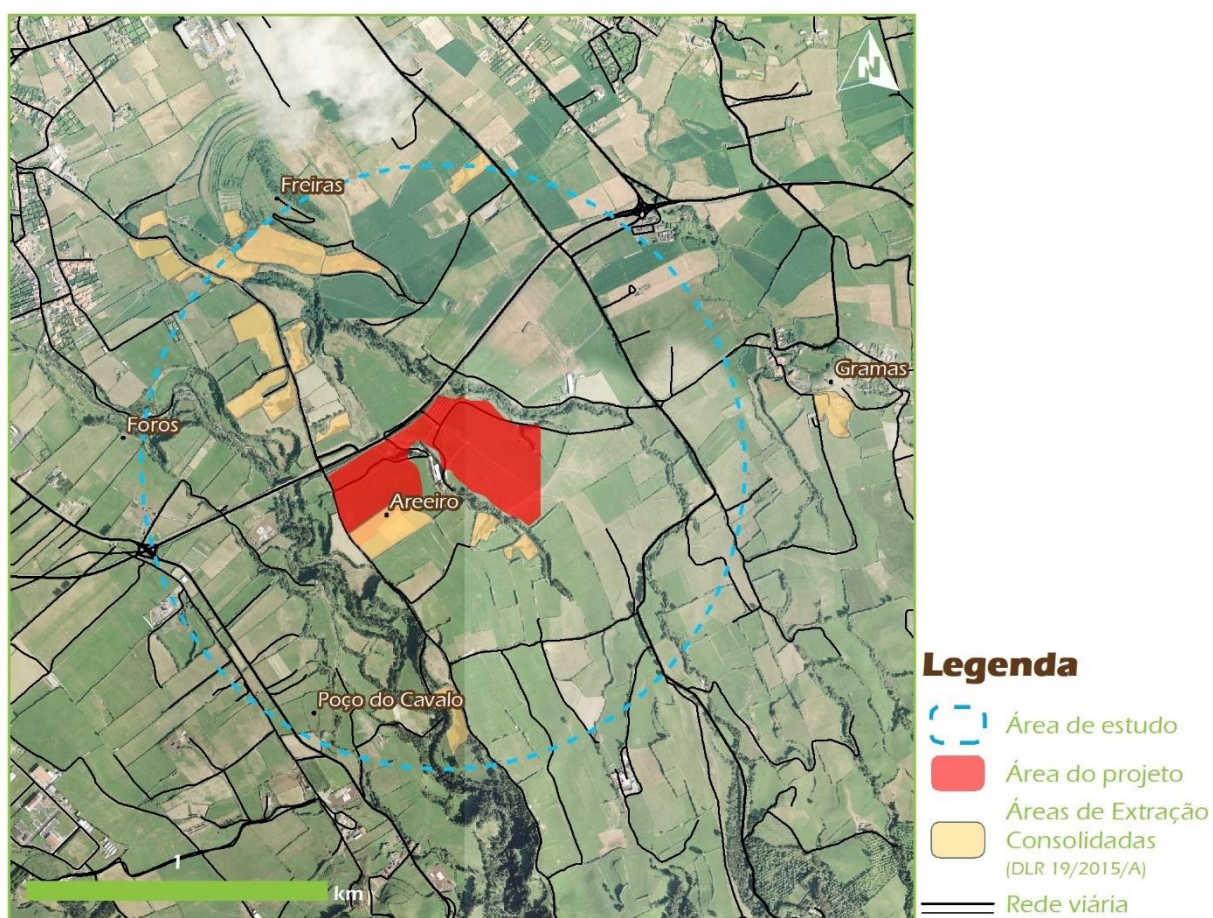 N
Freiras
Gramas
Foros
Areeiro
Poço do Cavalo
1
km
Legenda
Área de estudo
Área do projeto
Áreas de Extração
Consolidadas
(DLR 19/2015/A)
Rede viária